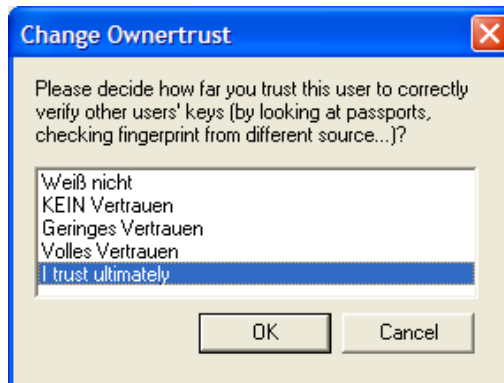 Change Ownertrust
Please decide how far you trust this user to correctly
verify other users' keys (by looking at passports,
checking fingerprint from different source...)?
Weiß nicht
KEIN Vertrauen
Geringes Vertrauen
Volles Vertrauen
I trust ultimately
OK
Cancel